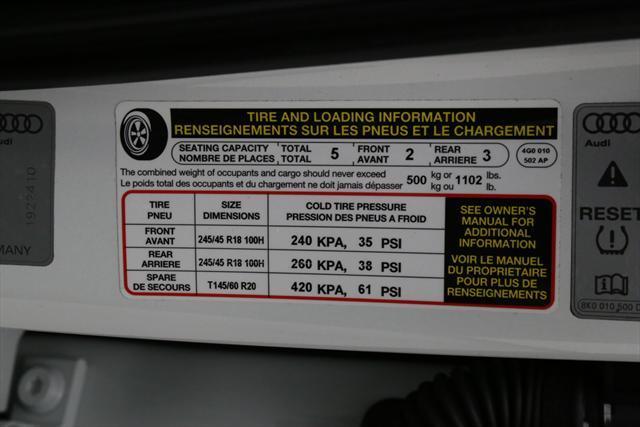 Audi
1922410
MANY
TIRE AND LOADING INFORMATION
RENSEIGNEMENTS SUR LES PNEUS ET LE CHARGEMENT
SEATING CAPACITY TOTAL 5 FRONT 2 REAR 3
NOMBRE DE PLACES, TOTAL AVANT ARRIERE
4G0 010
502 AP
The combined weight of occupants and cargo should never exceed 500 kg or 1102 lbs.
Le poids total des occupants et du chargement ne doit jamais dépasser kg ou lb.
TIRE SIZE COLD TIRE PRESSURE
PNEU DIMENSIONS PRESSION DES PNEUS A FROID
FRONT
AVANT 245/45 R18 100H 240 KPA, 35 PSI
REAR
ARRIERE 245/45 R18 100H 260 KPA, 38 PSI
SPARE
DE SECOURS T145/60 R20 420 KPA, 61 PSI
SEE OWNER'S
MANUAL FOR
ADDITIONAL
INFORMATION
VOIR LE MANUEL
DU PROPRIETAIRE
POUR PLUS DE
RENSEIGNEMENTS
Audi
RESET
8K0 010 500 D